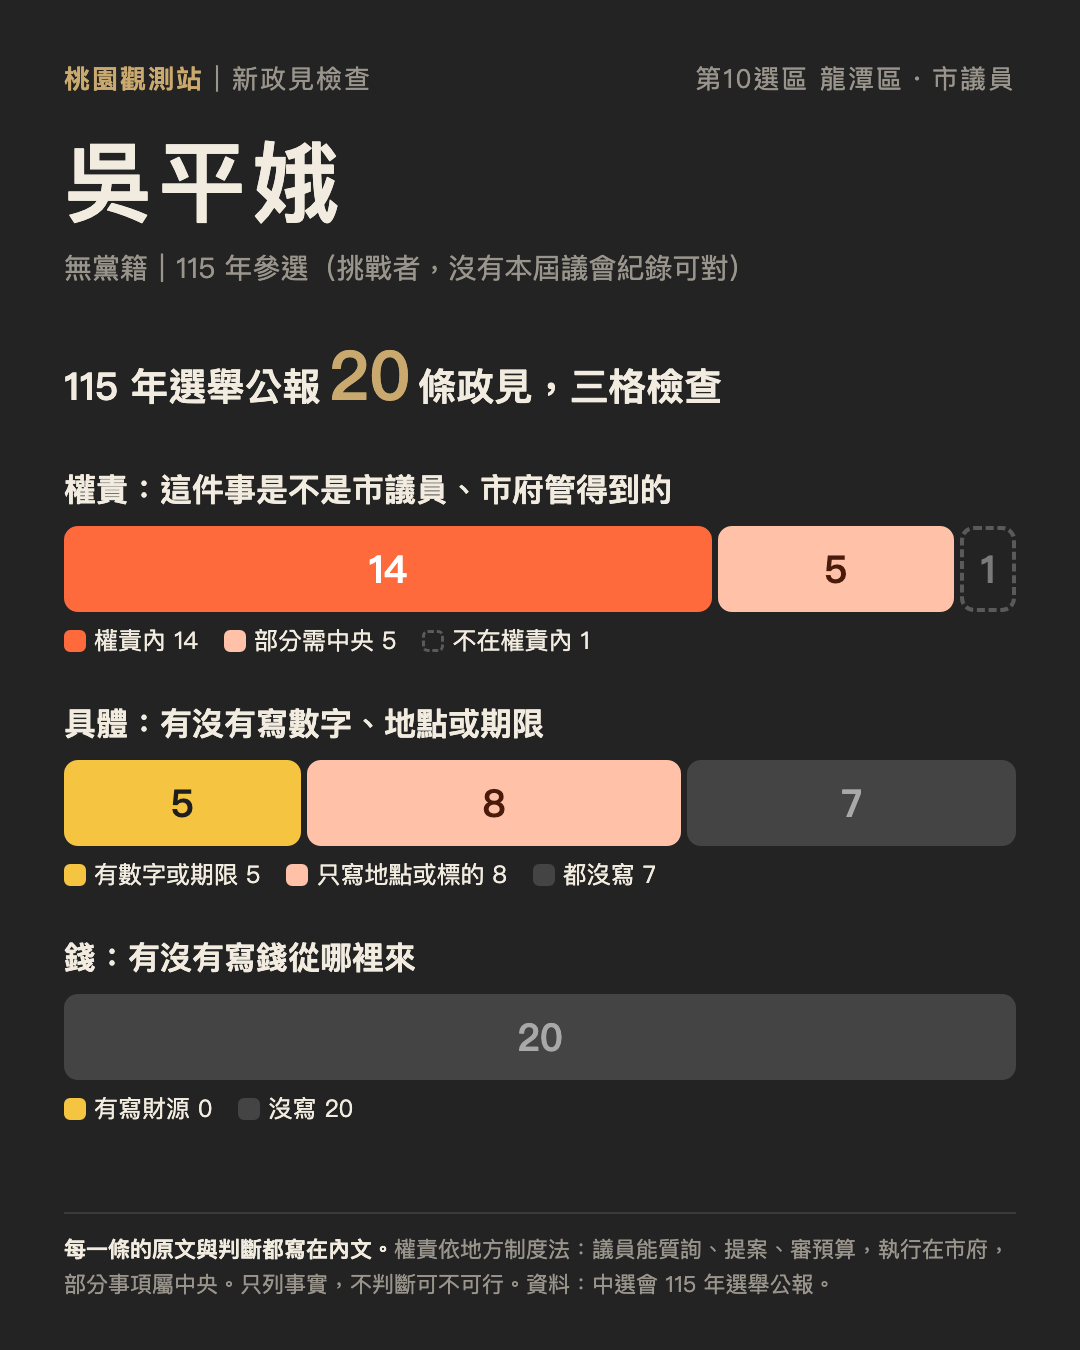 桃園觀測站｜新政見檢查
第10選區 龍潭區・市議員
吳平娥
無黨籍｜115 年參選（挑戰者，沒有本屆議會紀錄可對）
115 年選舉公報 20 條政見，三格檢查
權責：這件事是不是市議員、市府管得到的
14 5 1
權責內 14 部分需中央 5 不在權責內 1
具體：有沒有寫數字、地點或期限
5 8 7
有數字或期限 5 只寫地點或標的 8 都沒寫 7
錢：有沒有寫錢從哪裡來
20
有寫財源 0 沒寫 20
每一條的原文與判斷都寫在內文。權責依地方制度法：議員能質詢、提案、審預算，執行在市府，
部分事項屬中央。只列事實，不判斷可不可行。資料：中選會 115 年選舉公報。